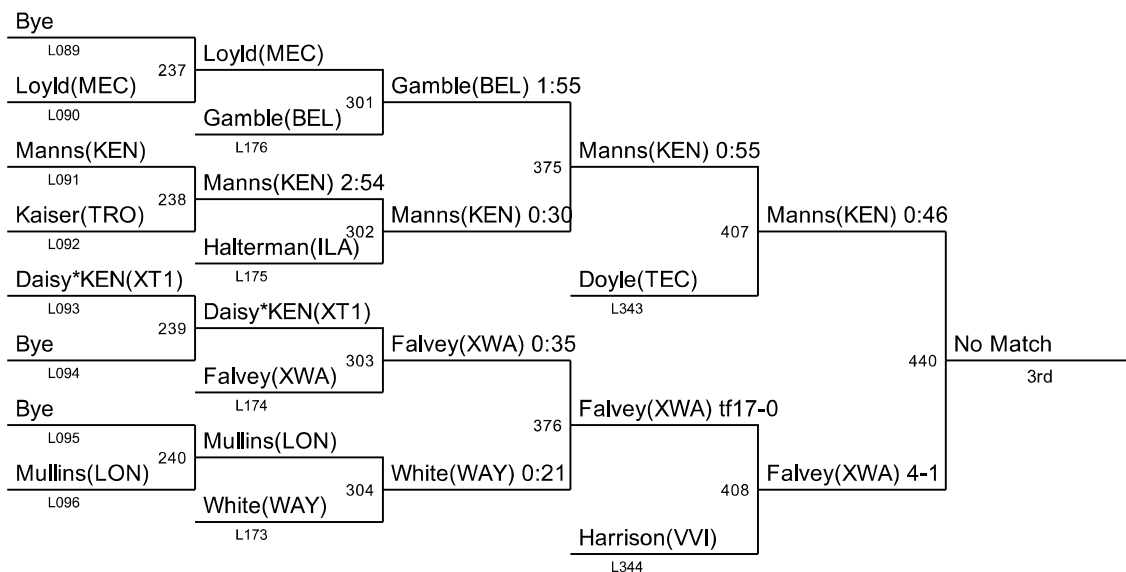 Bye
L089
237
Loyld(MEC)
Loyld(MEC)
L090
301
Gamble(BEL) 1:55
Gamble(BEL)
L176
Manns(KEN)
L091
238
Manns(KEN) 2:54
Kaiser(TRO)
L092
302
Manns(KEN) 0:30
Halterman(ILA)
L175
375
Manns(KEN) 0:55
407
Manns(KEN) 0:46
Doyle(TEC)
L343
Daisy*KEN(XT1)
L093
239
Daisy*KEN(XT1)
Bye
L094
303
Falvey(XWA) 0:35
Falvey(XWA)
L174
440
No Match
3rd
Bye
L095
240
Mullins(LON)
Mullins(LON)
L096
304
White(WAY) 0:21
White(WAY)
L173
376
Falvey(XWA) tf17-0
408
Falvey(XWA) 4-1
Harrison(VVI)
L344